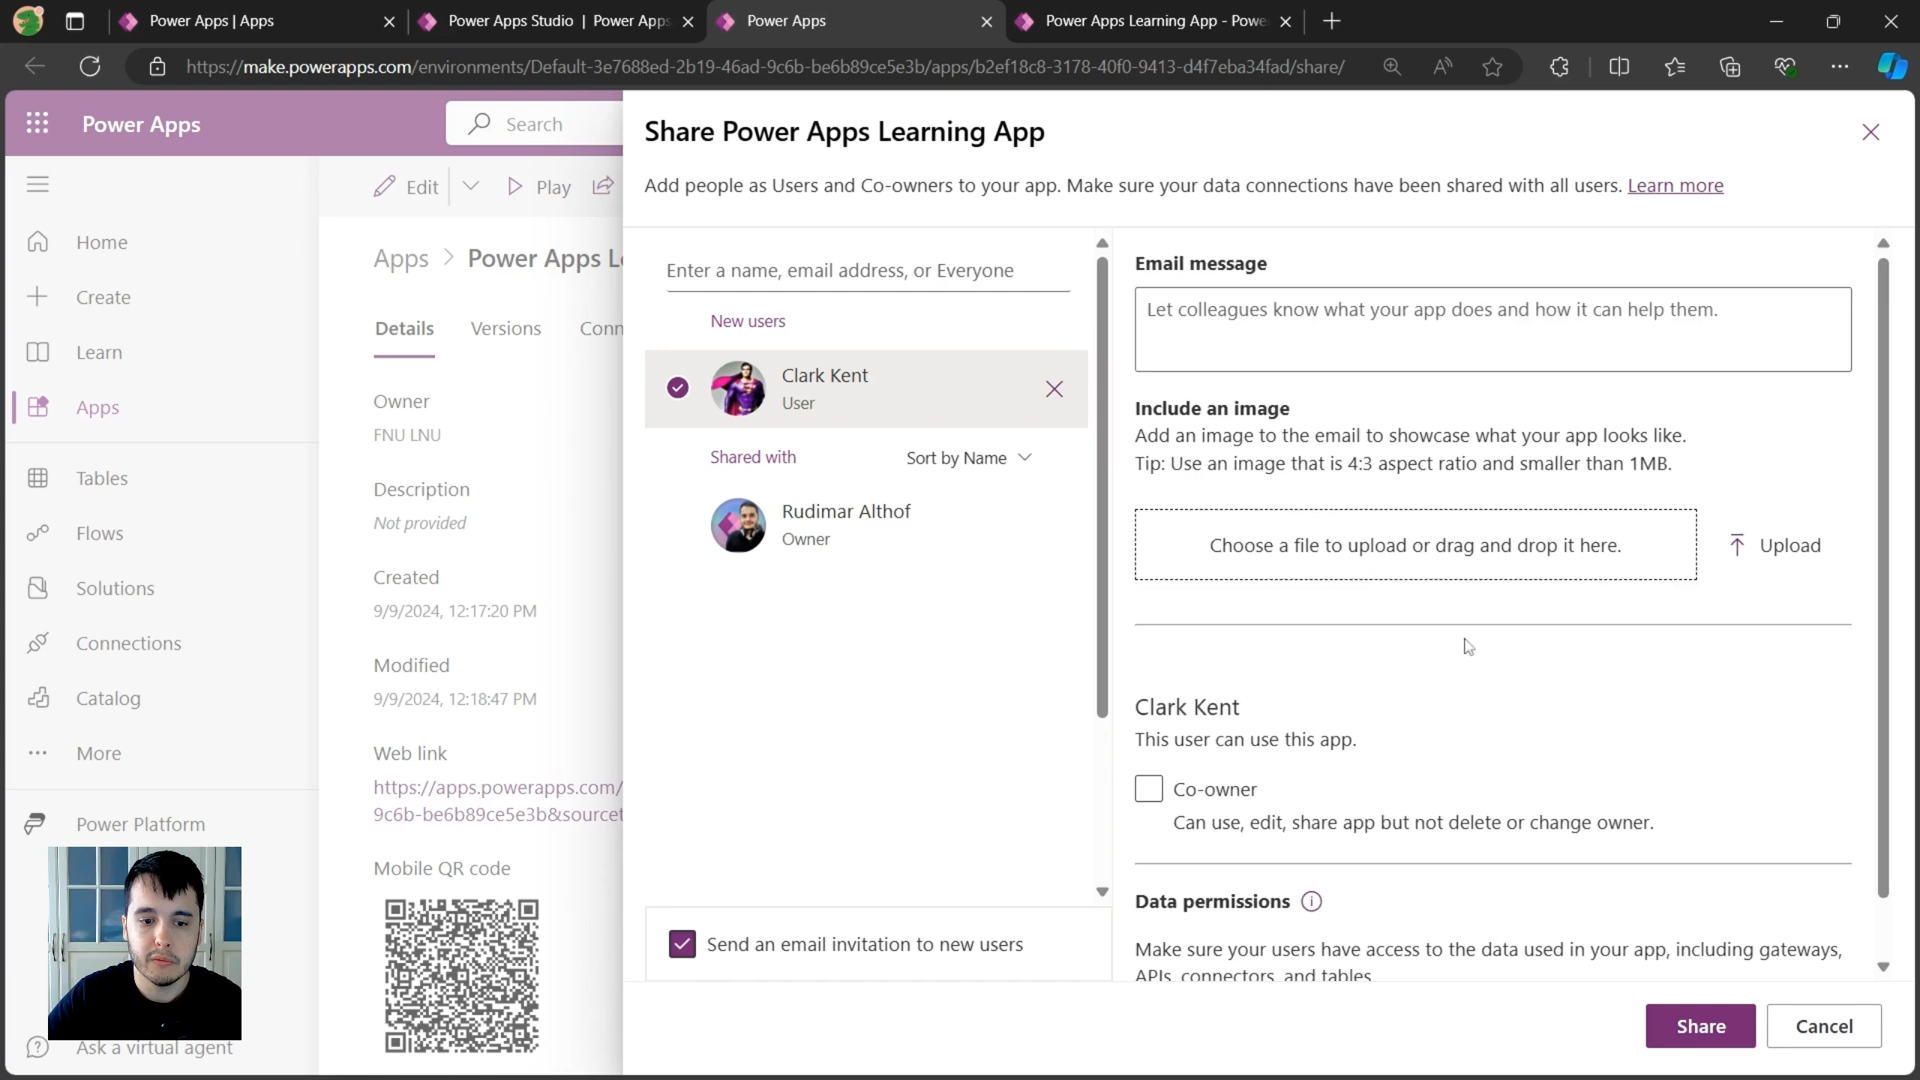 Power Apps | Apps
Power Apps Studio | Power Apps
Power Apps
Power Apps Learning App - Powe
https://make.powerapps.com/environments/Default-3e7688ed-2b19-46ad-9c6b-be6b89ce5e3b/apps/b2ef18c8-3178-40f0-9413-d4f7eba34fad/share/
Power Apps
Search
Home
Create
Learn
Apps
Tables
Flows
Solutions
Connections
Catalog
More
Power Platform
Ask a virtual agent
Edit
Play
Apps > Power Apps L
Details
Versions
Conn
Owner
FNU LNU
Description
Not provided
Created
9/9/2024, 12:17:20 PM
Modified
9/9/2024, 12:18:47 PM
Web link
https://apps.powerapps.com/
9c6b-be6b89ce5e3b&source
Mobile QR code
Share Power Apps Learning App
Add people as Users and Co-owners to your app. Make sure your data connections have been shared with all users. Learn more
Enter a name, email address, or Everyone
New users
Clark Kent
User
Shared with
Sort by Name
Rudimar Althof
Owner
Send an email invitation to new users
Email message
Let colleagues know what your app does and how it can help them.
Include an image
Add an image to the email to showcase what your app looks like.
Tip: Use an image that is 4:3 aspect ratio and smaller than 1MB.
Choose a file to upload or drag and drop it here.
Upload
Clark Kent
This user can use this app.
Co-owner
Can use, edit, share app but not delete or change owner.
Data permissions
Make sure your users have access to the data used in your app, including gateways,
APIs, connectors, and tables
Share
Cancel